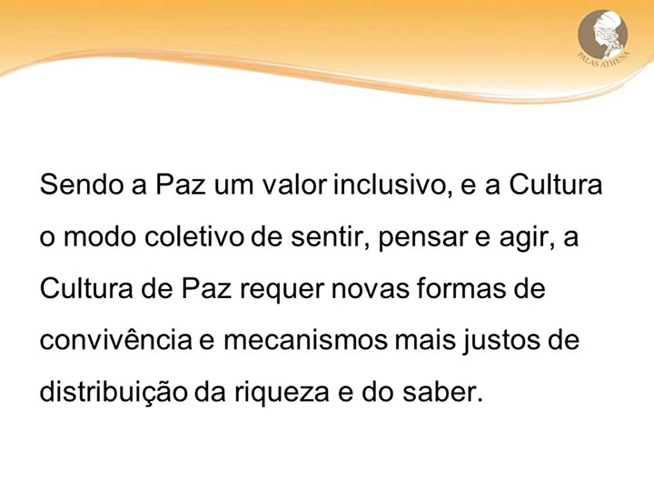 PALAS ATHENA
Sendo a Paz um valor inclusivo, e a Cultura
o modo coletivo de sentir, pensar e agir, a
Cultura de Paz requer novas formas de
convivência e mecanismos mais justos de
distribuição da riqueza e do saber.